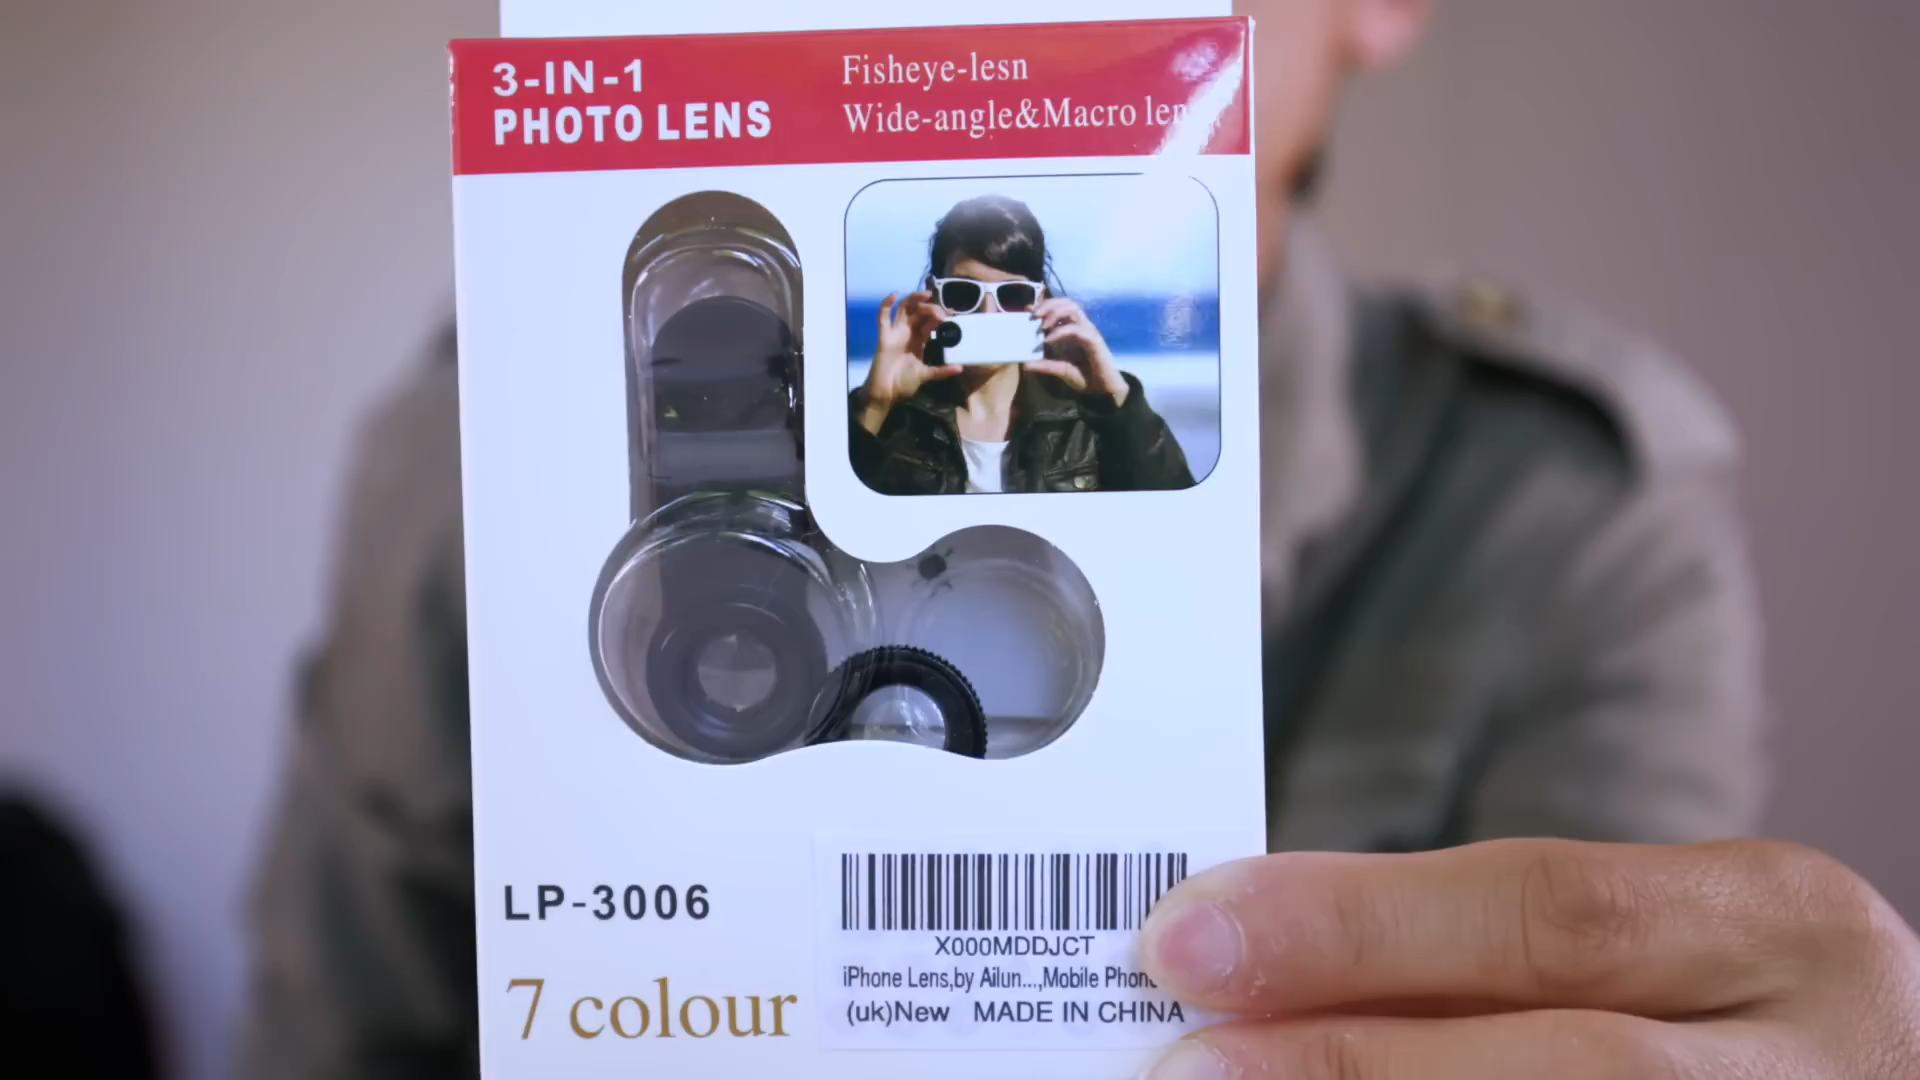 3-IN-1
PHOTO LENS
Fisheye-lesn
Wide-angle&Macro
LP-3006
7 colour
X000MDDJCT
iPhone Lens,by Ailun...,Mobile
(uk)New MADE IN CHINA